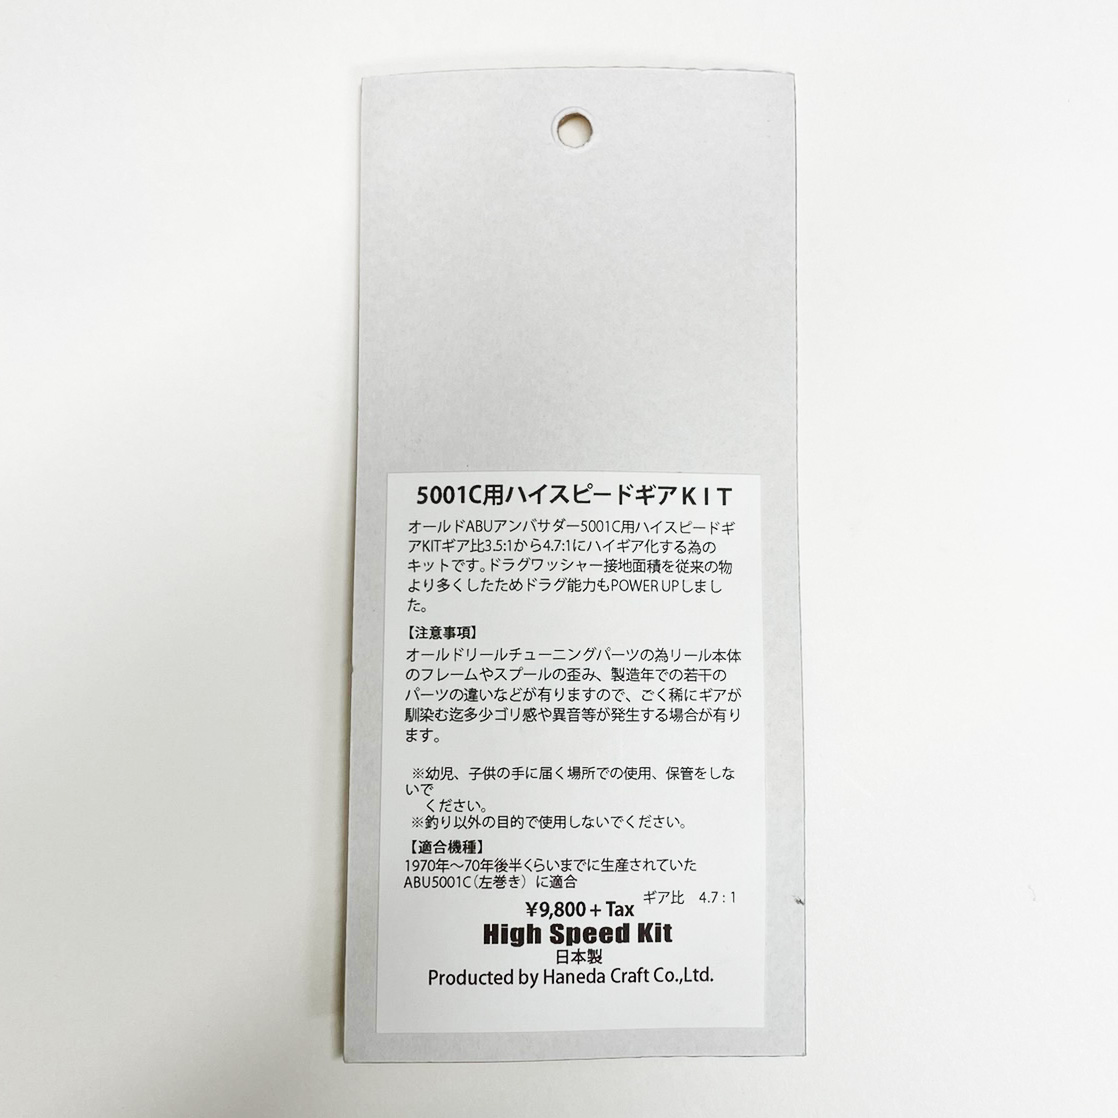 5001C用ハイスピードギアKIT
オールドABUアンバサダー5001C用ハイスピードギ
アKITギア比3.5:1から4.7:1にハイギア化する為の
キットです。ドラグワッシャー接地面積を従来の物
より多くしたためドラグ能力もPOWER UPしまし
た。
【注意事項】
オールドリールチューニングパーツの為リール本体
のフレームやスプールの歪み、製造年での若干の
パーツの違いなどが有りますので、ごく稀にギアが
馴染む迄多少ゴリ感や異音等が発生する場合が有り
ます。
※幼児、子供の手に届く場所での使用、保管をしな
いで
ください。
※釣り以外の目的で使用しないでください。
【適合機種】
1970年～70年後半くらいまでに生産されていた
ABU5001C（左巻き）に適合
ギア比 4.7 : 1
¥9,800 + Tax
High Speed Kit
日本製
Producted by Haneda Craft Co.,Ltd.